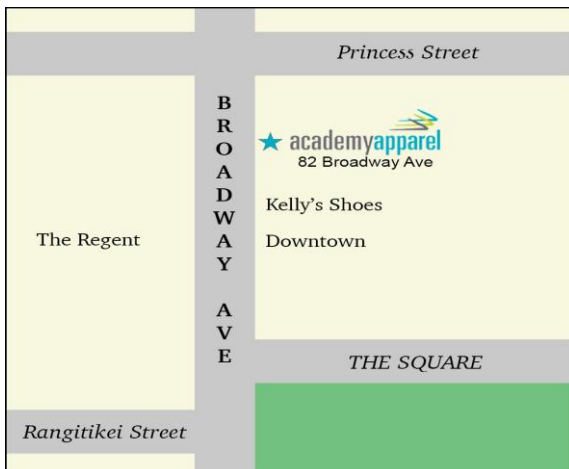 Princess Street
BROADWAY AVE
academyapparel
82 Broadway Ave
Kelly's Shoes
The Regent
Downtown
THE SQUARE
Rangitikei Street